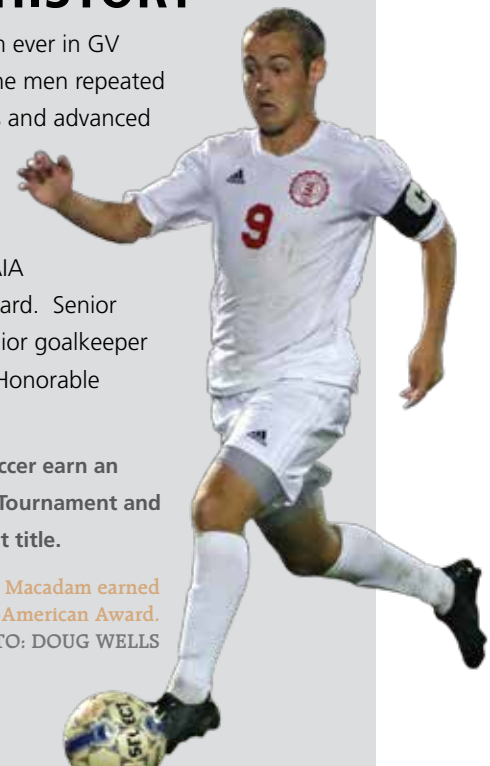 HISTORY
n ever in GV
ne men repeated
s and advanced
AIA
ard. Senior
ior goalkeeper
Honorable
ccer earn an
Tournament and
t title.
Macadam earned
-American Award.
TO: DOUG WELLS
9
SELECT